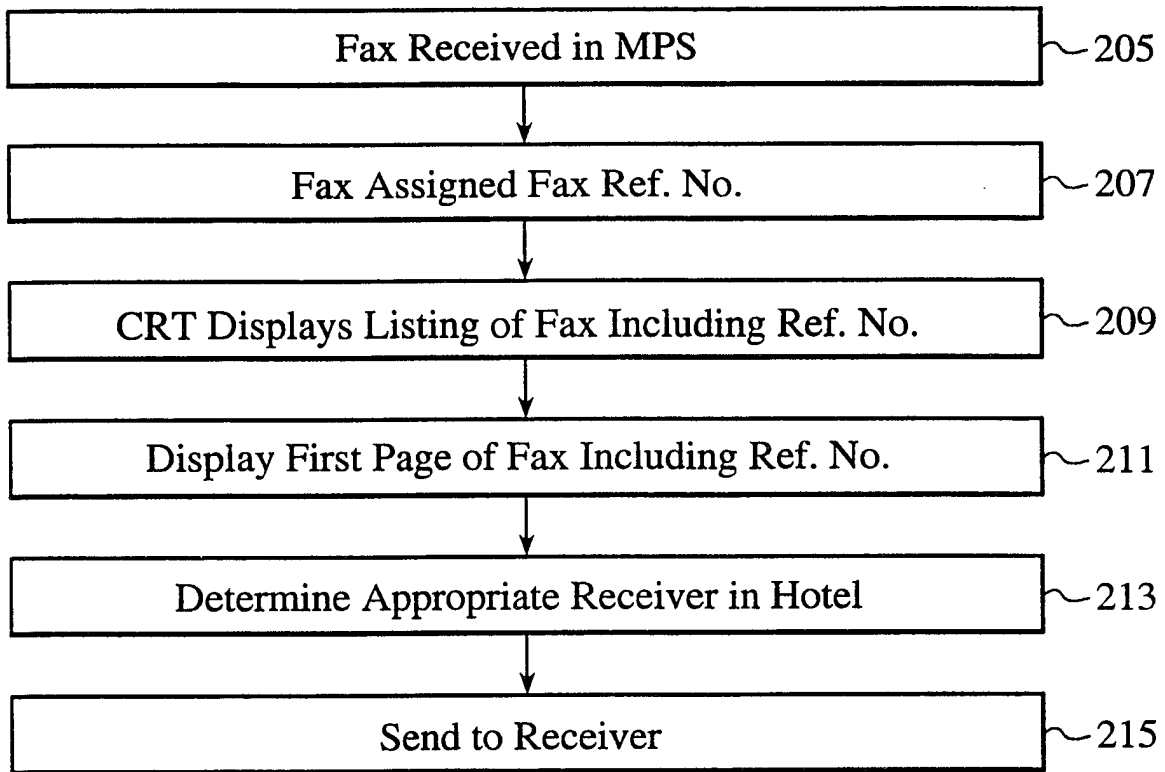 Fax Received in MPS 205
Fax Assigned Fax Ref. No. 207
CRT Displays Listing of Fax Including Ref. No. 209
Display First Page of Fax Including Ref. No. 211
Determine Appropriate Receiver in Hotel 213
Send to Receiver 215